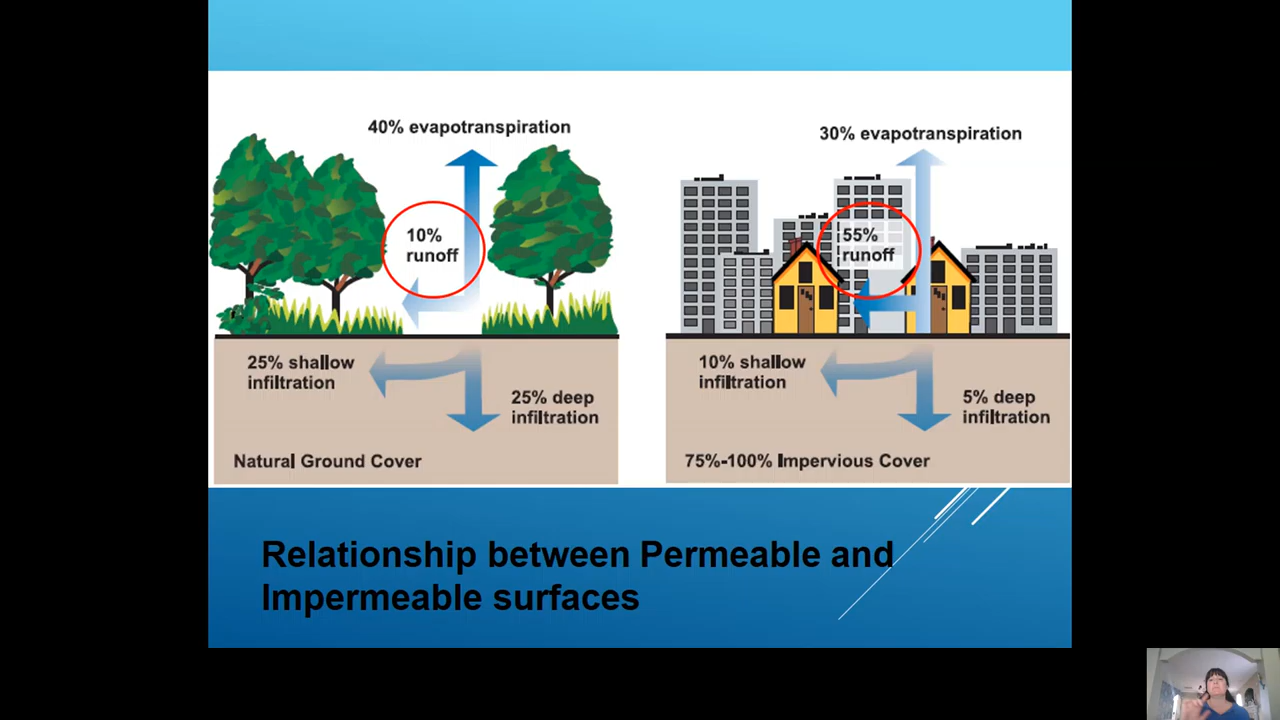 40% evapotranspiration
10%
runoff
25% shallow
infiltration
25% deep
infiltration
Natural Ground Cover
30% evapotranspiration
55%
runoff
10% shallow
infiltration
5% deep
infiltration
75%-100% Impervious Cover
Relationship between Permeable and
Impermeable surfaces